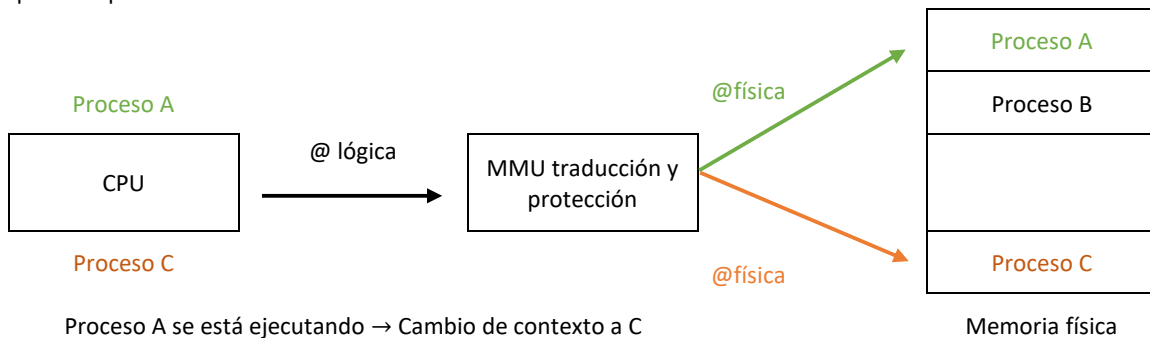 Proceso A
CPU
Proceso C
@ lógica
MMU traducción y
protección
@física
@física
Proceso A
Proceso B
Proceso C
Proceso A se está ejecutando → Cambio de contexto a C
Memoria física